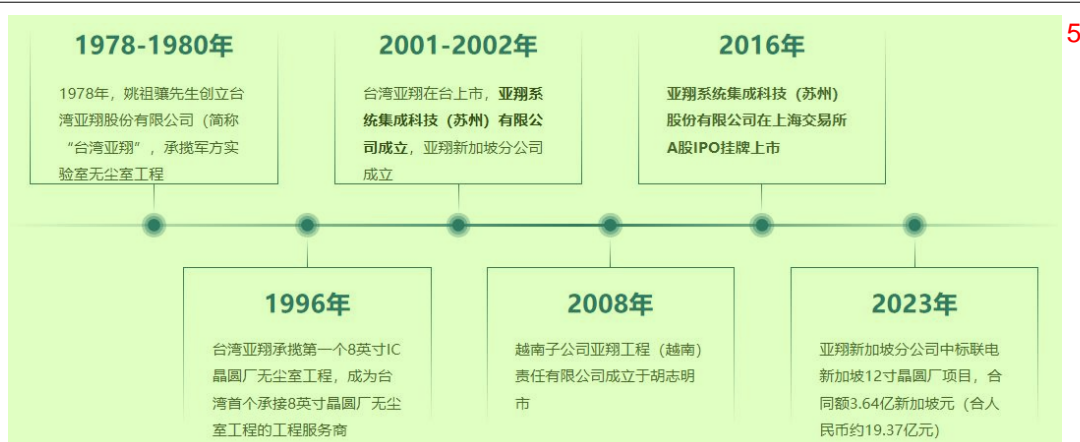 5
1978-1980年
1978年，姚祖骧先生创立台
湾亚翔股份有限公司（简称
“台湾亚翔”，承揽军方实
验室无尘室工程
2001-2002年
台湾亚翔在台上市，亚翔系
统集成科技（苏州）有限公
司成立，亚翔新加坡分公司
成立
2016年
亚翔系统集成科技（苏州）
股份有限公司在上海交易所
A股IPO挂牌上市
1996年
台湾亚翔承揽第一个8英寸IC
晶圆厂无尘室工程，成为台
湾首个承接8英寸晶圆厂无尘
室工程的工程服务商
2008年
越南子公司亚翔工程（越南）
责任有限公司成立于胡志明
市
2023年
亚翔新加坡分公司中标联电
新加坡12寸晶圆厂项目，合
同额3.64亿新加坡元（合人
民币约19.37亿元）